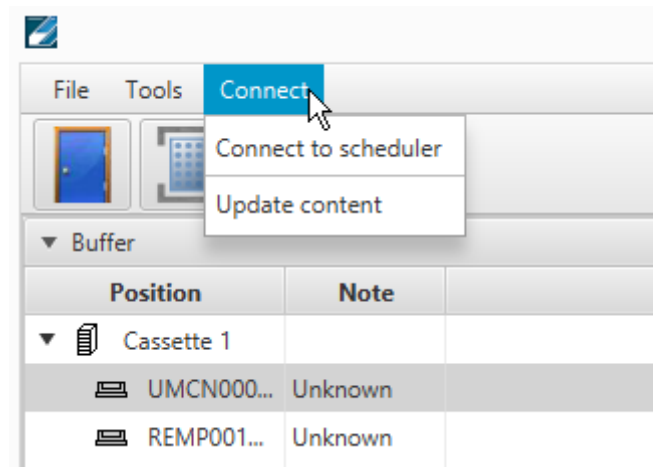 File Tools Connect
Connect to scheduler
Update content
Buffer
Position Note
Cassette 1
UMCN000... Unknown
REMP001... Unknown